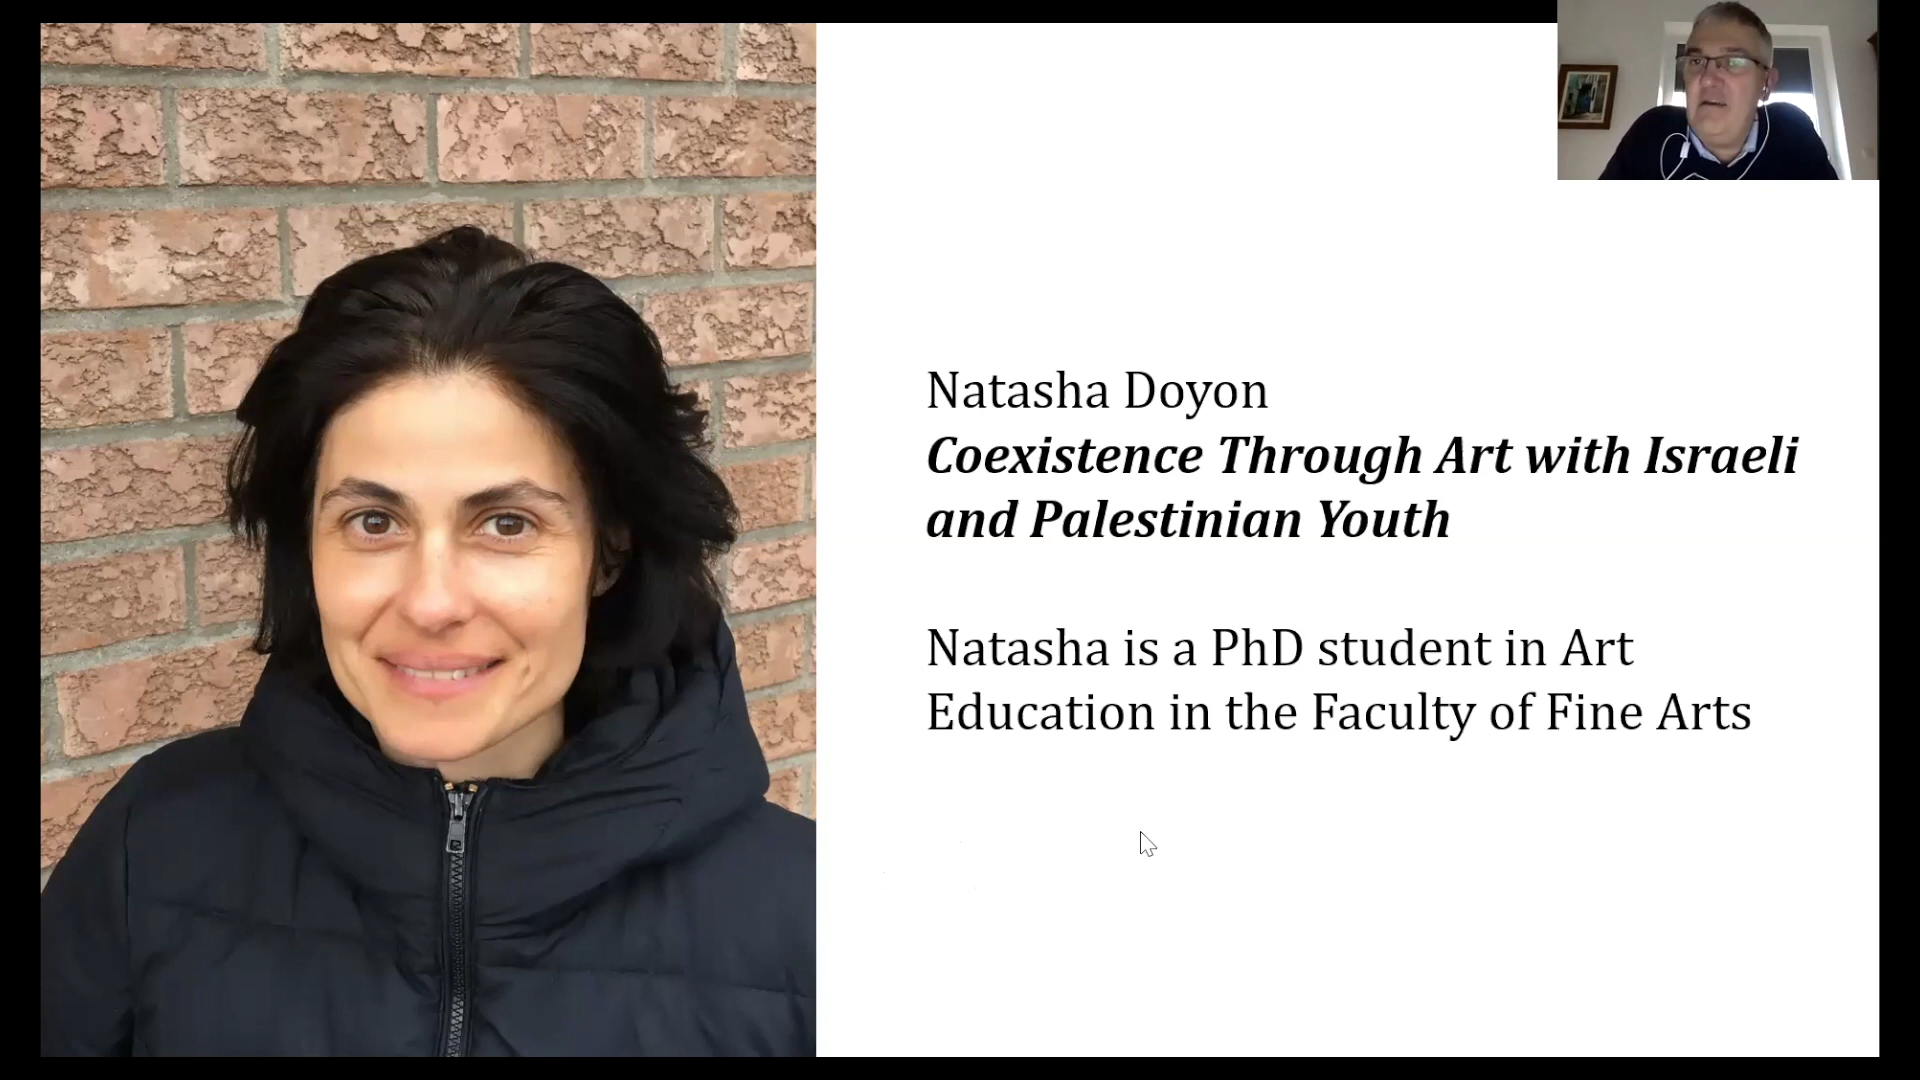 Natasha Doyon
Coexistence Through Art with Israeli
and Palestinian Youth
Natasha is a PhD student in Art
Education in the Faculty of Fine Arts